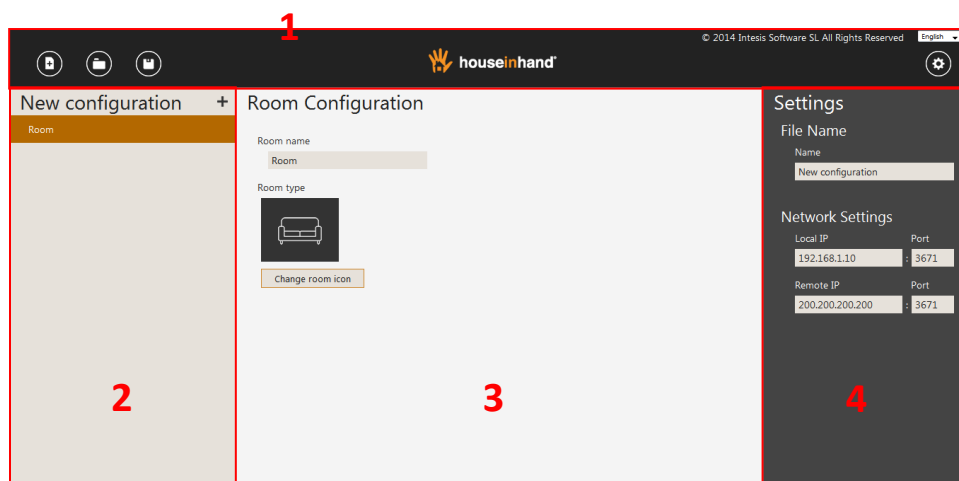 1
© 2014 Intesis Software SL All Rights Reserved English
houseinhand
New configuration +
Room
Room Configuration
Room name
Room
Room type
Change room icon
Settings
File Name
Name
New configuration
Network Settings
Local IP Port
192.168.1.10 : 3671
Remote IP Port
200.200.200.200 : 3671
2
3
4